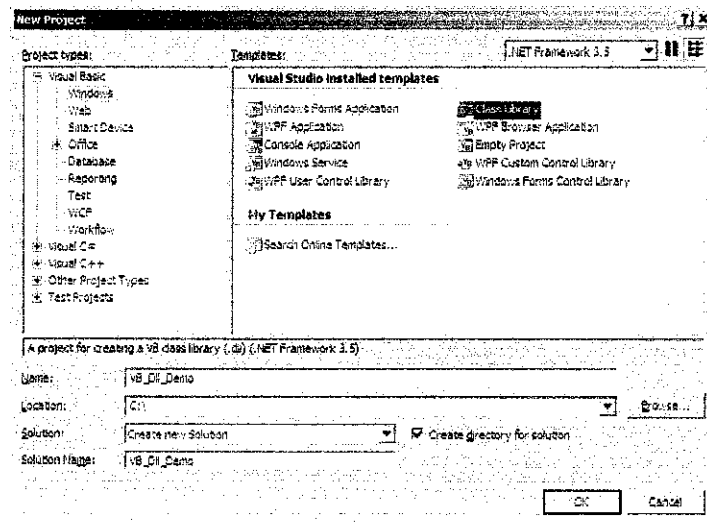 New Project
Project types:
Templates:
.NET Framework 3.5
Visual Basic
Windows
Web
Smart Device
Office
Database
Reporting
Test
WCF
Workflow
Visual C#
Visual C++
Other Project Types
Test Projects
Visual Studio installed templates
Windows Forms Application
Class Library
WPF Application
WPF Browser Application
Console Application
Empty Project
Windows Service
WPF Custom Control Library
WPF User Control Library
Windows Forms Control Library
My Templates
Search Online Templates...
A project for creating a VB class library (.dll) (.NET Framework 3.5)
Name:
VB_Dll_Demo
Location:
C:\
Browse...
Solution:
Create new Solution
Create directory for solution
Solution Name:
VB_Dll_Demo
OK
Cancel